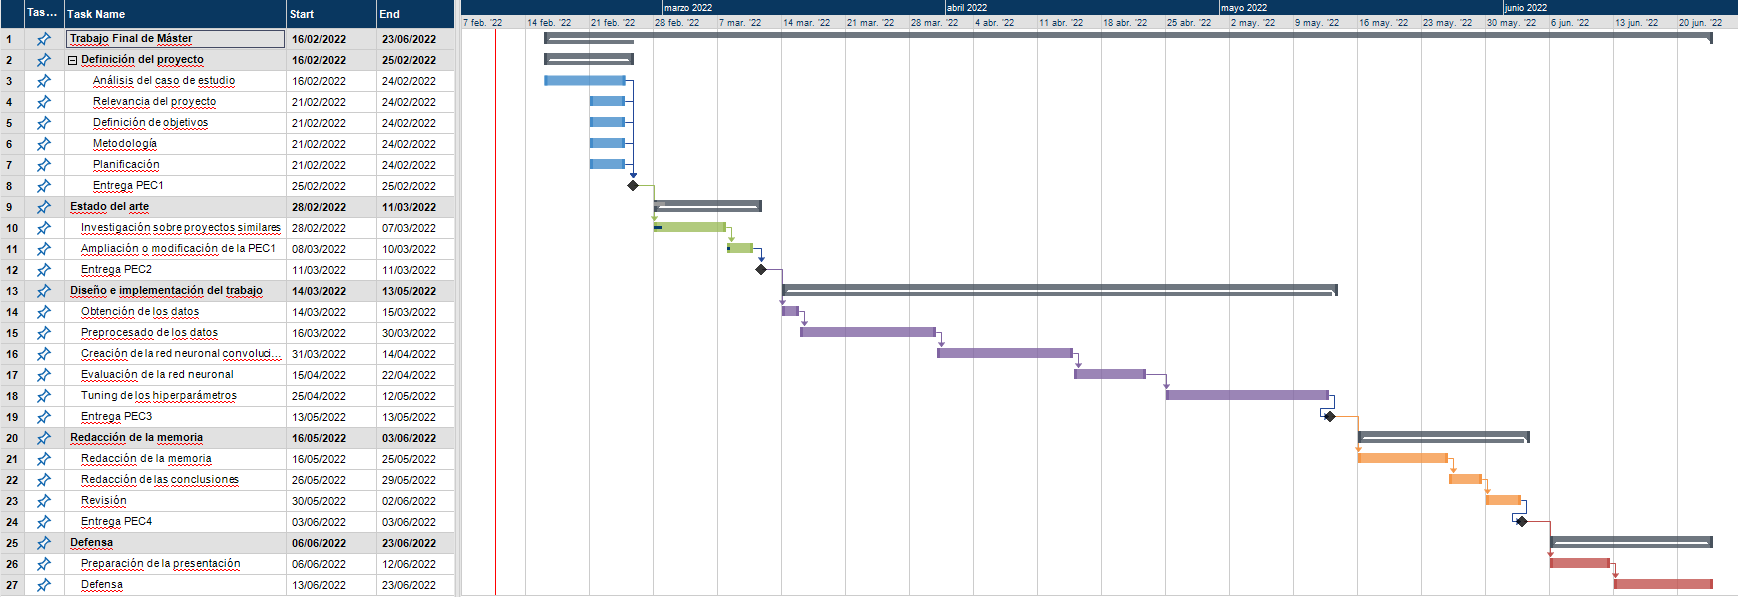 marzo 2022 abril 2022 mayo 2022 junio 2022
Tas... Task Name Start End 7 feb. '22 14 feb. '22 21 feb. '22 28 feb. '22 7 mar. '22 14 mar. '22 21 mar. '22 28 mar. '22 4 abr. '22 11 abr. '22 18 abr. '22 25 abr. '22 2 may. '22 9 may. '22 16 may. '22 23 may. '22 30 may. '22 6 jun. '22 13 jun. '22 20 jun. '22
1 Trabajo Final de Máster 16/02/2022 23/06/2022
2 Definición del proyecto 16/02/2022 25/02/2022
3 Análisis del caso de estudio 16/02/2022 24/02/2022
4 Relevancia del proyecto 21/02/2022 24/02/2022
5 Definición de objetivos 21/02/2022 24/02/2022
6 Metodología 21/02/2022 24/02/2022
7 Planificación 21/02/2022 24/02/2022
8 Entrega PEC1 25/02/2022 25/02/2022
9 Estado del arte 28/02/2022 11/03/2022
10 Investigación sobre proyectos similares 28/02/2022 07/03/2022
11 Ampliación o modificación de la PEC1 08/03/2022 10/03/2022
12 Entrega PEC2 11/03/2022 11/03/2022
13 Diseño e implementación del trabajo 14/03/2022 13/05/2022
14 Obtención de los datos 14/03/2022 15/03/2022
15 Preprocesado de los datos 16/03/2022 30/03/2022
16 Creación de la red neuronal convoluci... 31/03/2022 14/04/2022
17 Evaluación de la red neuronal 15/04/2022 22/04/2022
18 Tuning de los hiperparámetros 25/04/2022 12/05/2022
19 Entrega PEC3 13/05/2022 13/05/2022
20 Redacción de la memoria 16/05/2022 03/06/2022
21 Redacción de la memoria 16/05/2022 25/05/2022
22 Redacción de las conclusiones 26/05/2022 29/05/2022
23 Revisión 30/05/2022 02/06/2022
24 Entrega PEC4 03/06/2022 03/06/2022
25 Defensa 06/06/2022 23/06/2022
26 Preparación de la presentación 06/06/2022 12/06/2022
27 Defensa 13/06/2022 23/06/2022